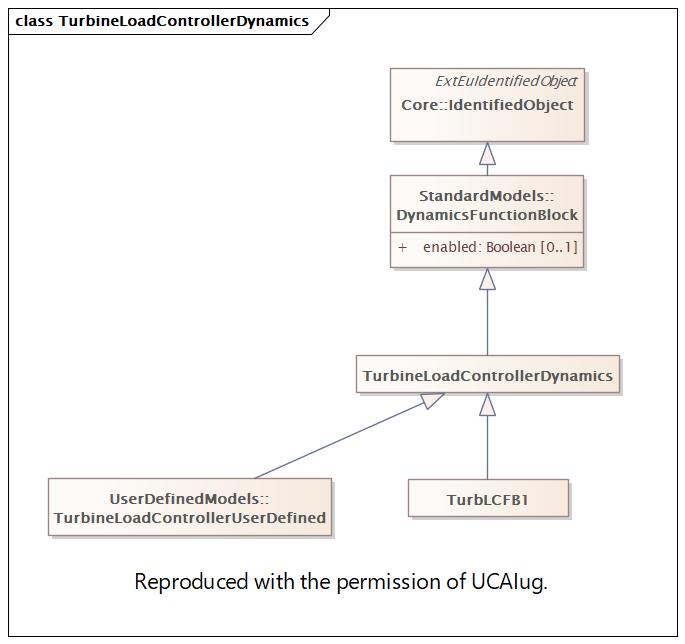 class TurbineLoadControllerDynamics
ExtEuIdentifiedObject
Core::IdentifiedObject
StandardModels::
DynamicsFunctionBlock
+ enabled: Boolean [0..1]
TurbineLoadControllerDynamics
UserDefinedModels::
TurbineLoadControllerUserDefined
TurbLCFB1
Reproduced with the permission of UCAIug.